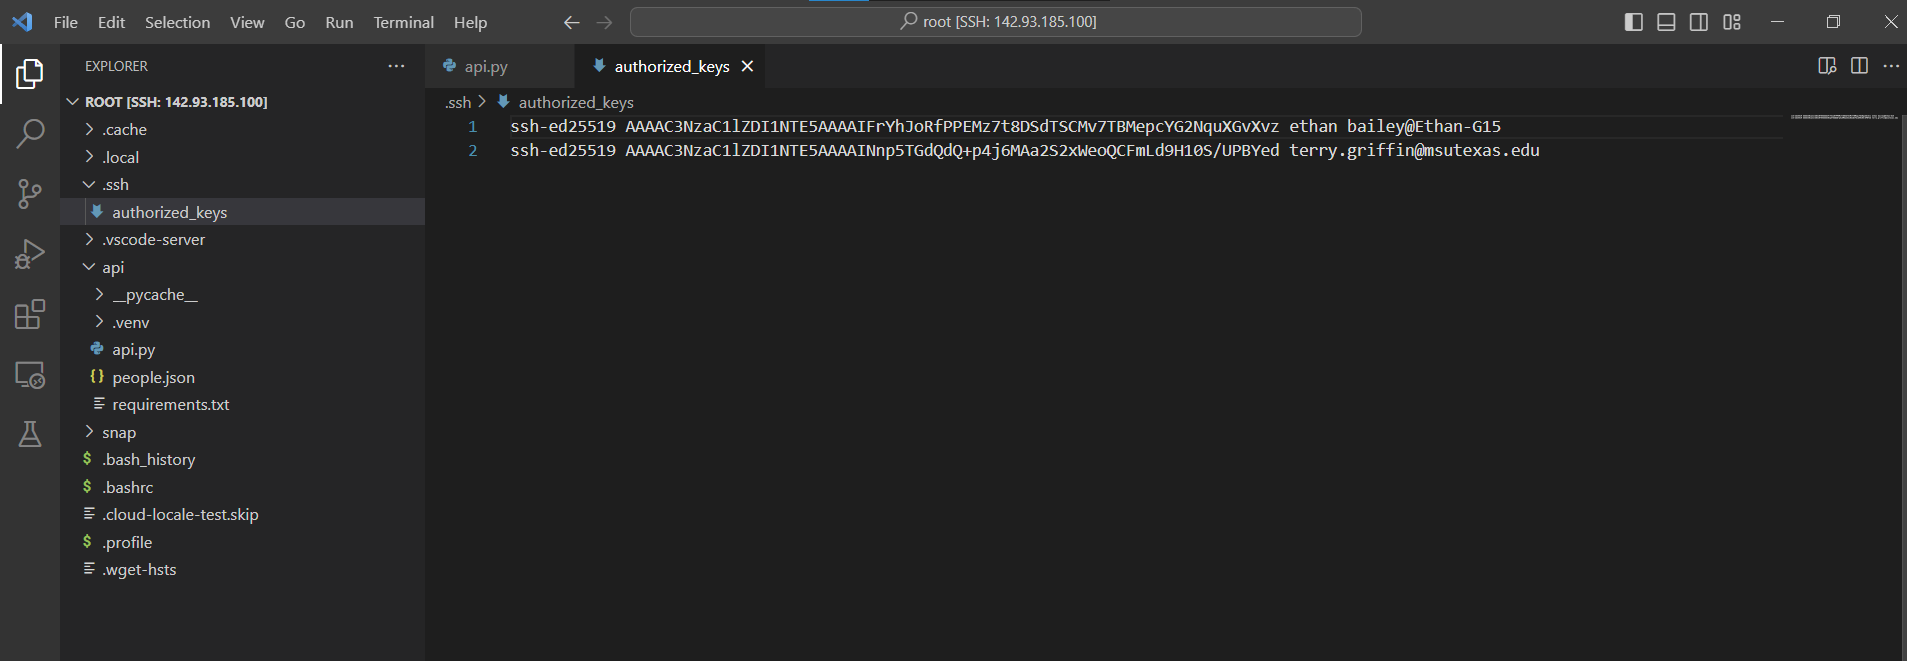 File Edit Selection View Go Run Terminal Help
root [SSH: 142.93.185.100]
EXPLORER
ROOT [SSH: 142.93.185.100]
.cache
.local
.ssh
authorized_keys
.vscode-server
api
__pycache__
.venv
api.py
people.json
requirements.txt
snap
.bash_history
.bashrc
.cloud-locale-test.skip
.profile
.wget-hsts
api.py
authorized_keys
.ssh > authorized_keys
1 ssh-ed25519 AAAAC3NzaC1lZDI1NTE5AAAAIFrYhJoRfPPEMz7t8DSdTSCMv7TBMepcYG2NquXGvXvz ethan bailey@Ethan-G15
2 ssh-ed25519 AAAAC3NzaC1lZDI1NTE5AAAAINnp5TGdQdQ+p4j6MAa2S2xWeoQCFmLd9H10S/UPBYed terry.griffin@msutexas.edu